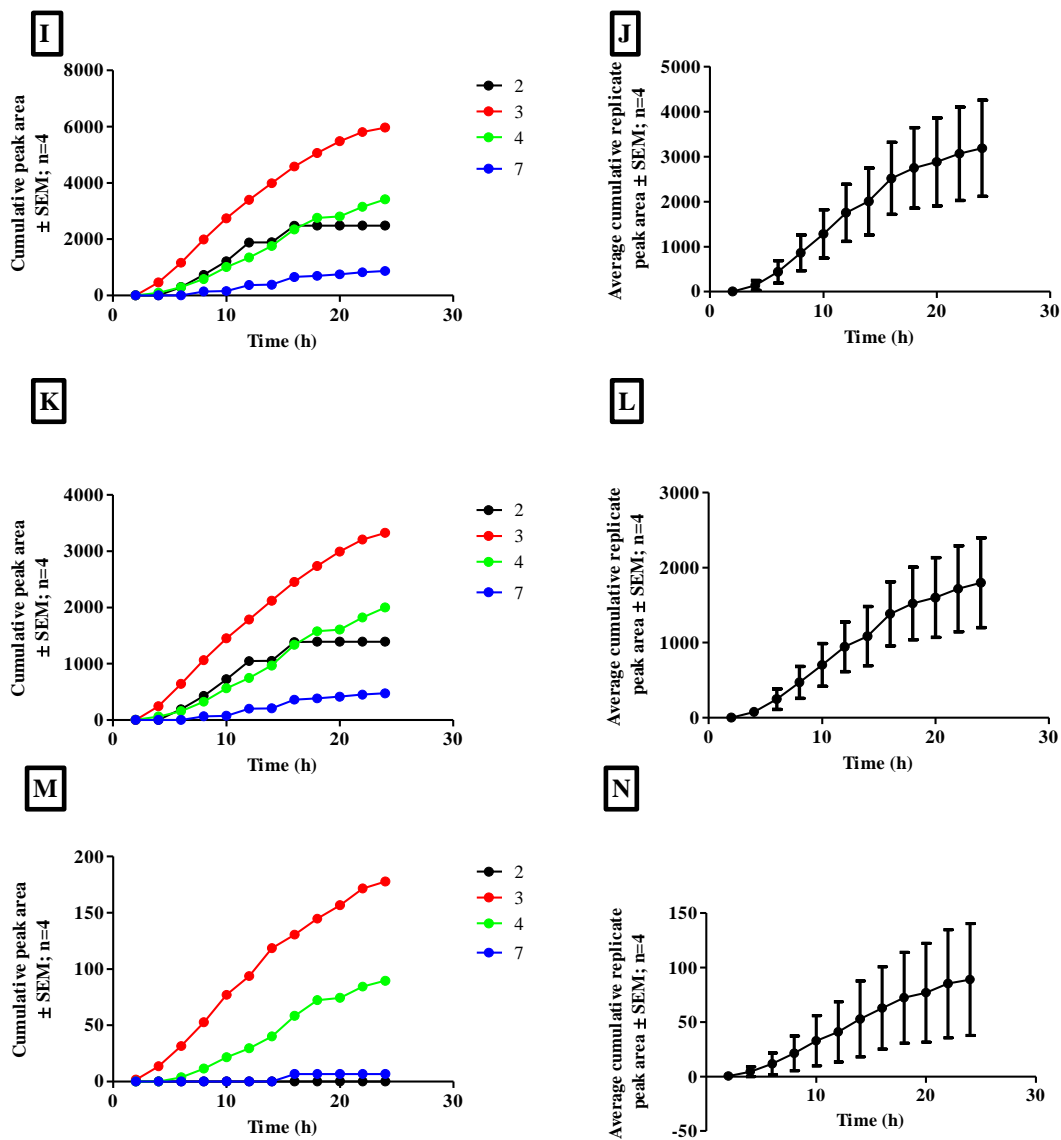 I
Cumulative peak area
± SEM; n=4
8000
6000
4000
2000
0
0
10
20
30
Time (h)
2
3
4
7
J
Average cumulative replicate
peak area ± SEM; n=4
5000
4000
3000
2000
1000
0
0
10
20
30
Time (h)
K
Cumulative peak area
± SEM; n=4
4000
3000
2000
1000
0
0
10
20
30
Time (h)
2
3
4
7
L
Average cumulative replicate
peak area ± SEM; n=4
3000
2000
1000
0
0
10
20
30
Time (h)
M
Cumulative peak area
± SEM; n=4
200
150
100
50
0
0
10
20
30
Time (h)
2
3
4
7
N
Average cumulative replicate
peak area ± SEM; n=4
150
100
50
0
-50
10
20
30
Time (h)